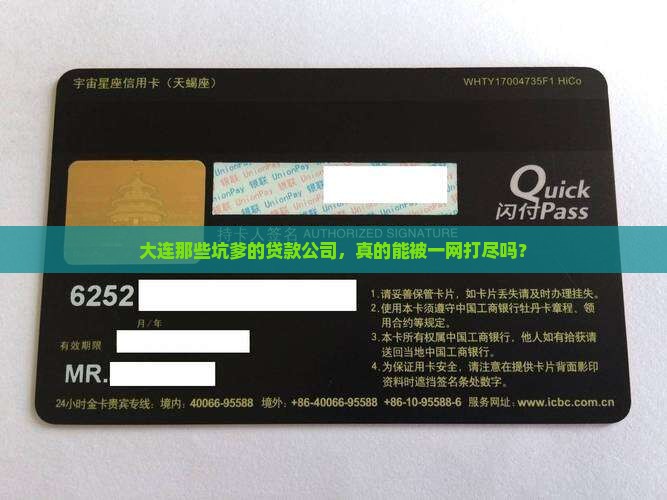 宇宙星座信用卡（天蝎座）
WHTY17004735F1 HiCo
UnionPay 银联 UnionPay 银联 UnionPay
Quick
闪付Pass
持卡人签名 AUTHORIZED SIGNATURE
大连那些坑爹的贷款公司，真的能被一网打尽吗？
6252
月/年
有效期限
MR.
1.请妥善保管卡片，如卡片丢失请及时办理挂失。
2.使用本卡须遵守中国工商银行牡丹卡章程、领
用合约等规定。
3.本卡所有权属中国工商银行，他人如有拾获请
送回当地中国工商银行。
4.为保证用卡安全，请注意在提供卡片背面影印
资料时遮挡签名条处数字。
24小时金卡贵宾专线：境内：40066-95588 境外：+86-40066-95588 +86-10-95588-6 服务网址：www.icbc.com.cn